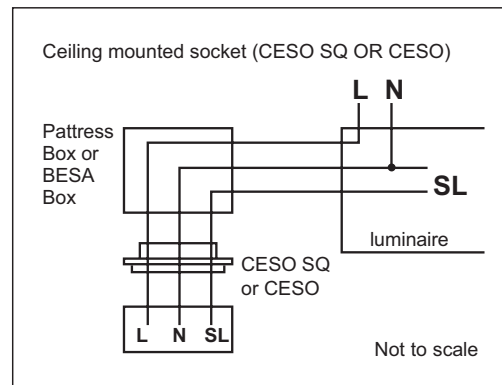 Ceiling mounted socket (CESO SQ OR CESO)
L N
Pattress
Box or
BESA
Box
SL
luminaire
CESO SQ
or CESO
L N SL
Not to scale